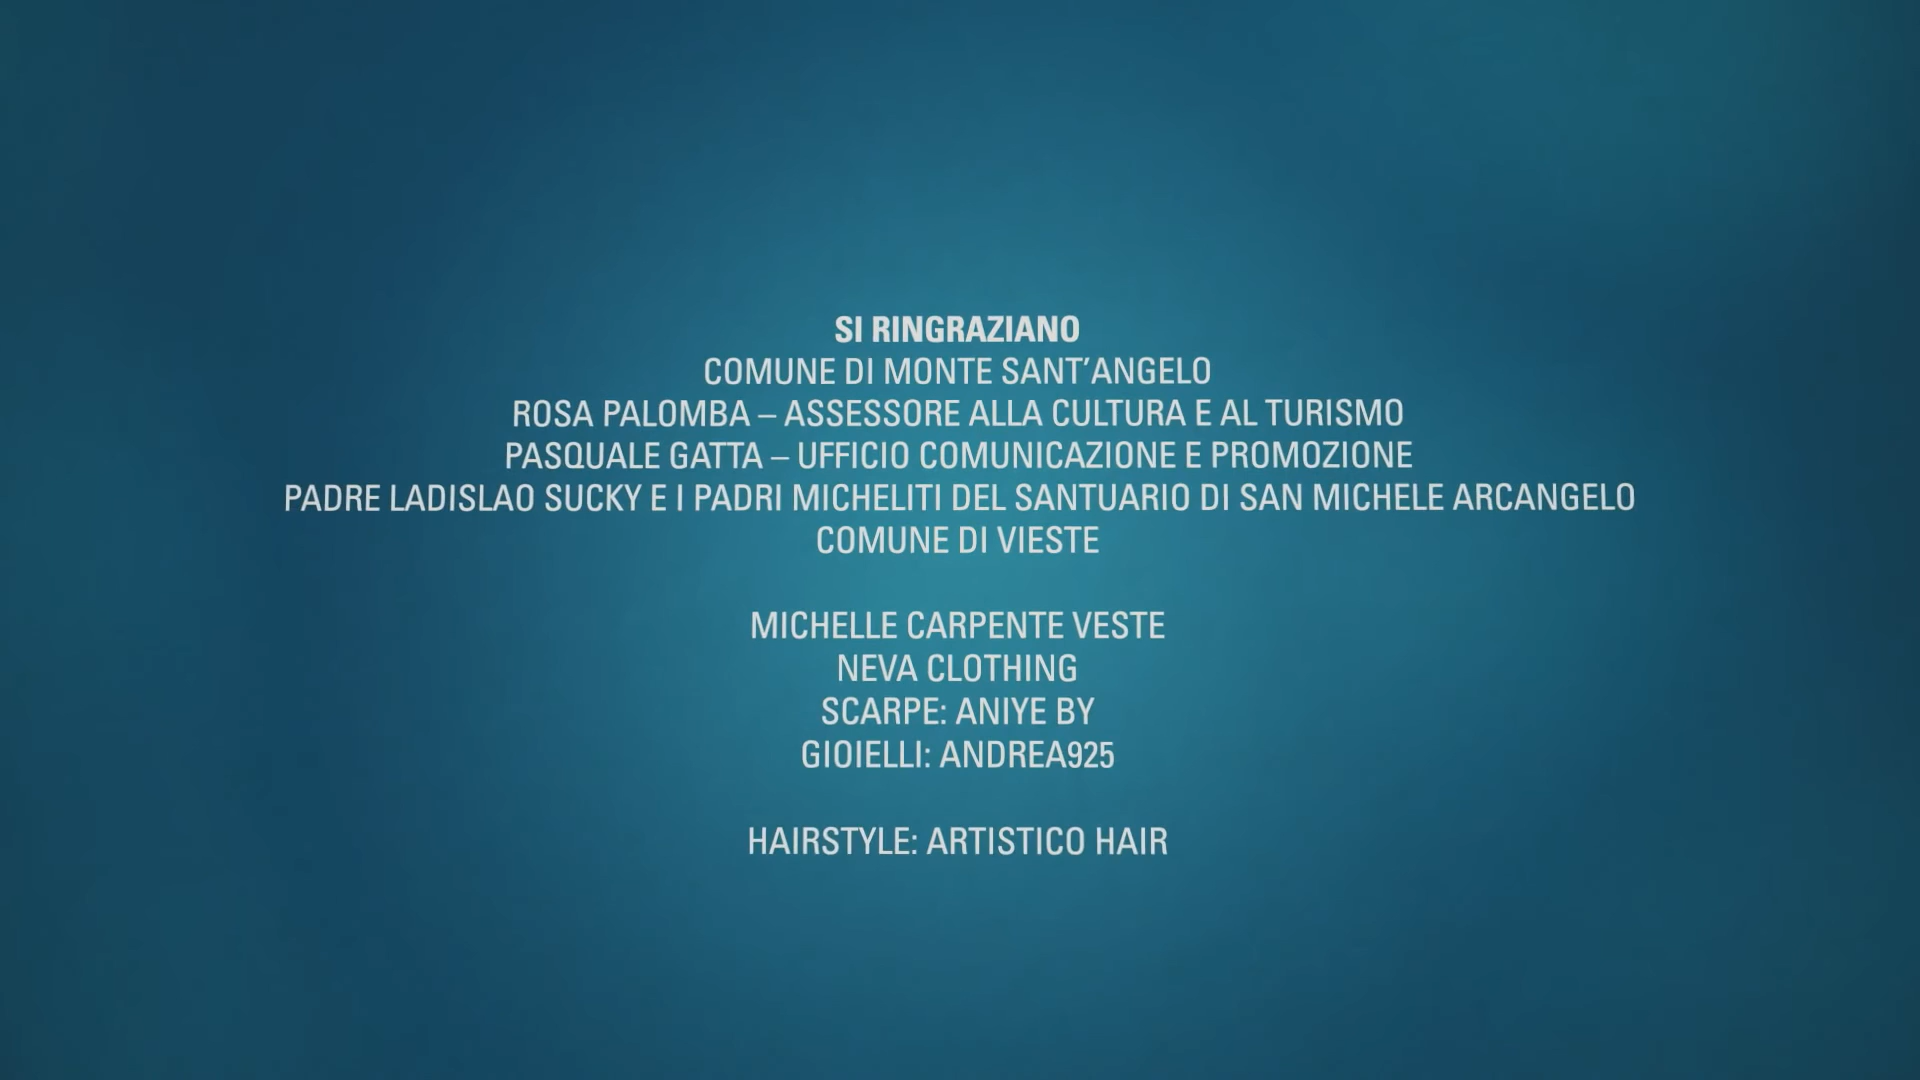 SI RINGRAZIANO
COMUNE DI MONTE SANT’ANGELO
ROSA PALOMBA – ASSESSORE ALLA CULTURA E AL TURISMO
PASQUALE GATTA – UFFICIO COMUNICAZIONE E PROMOZIONE
PADRE LADISLAO SUCKY E I PADRI MICHELITI DEL SANTUARIO DI SAN MICHELE ARCANGELO
COMUNE DI VIESTE
MICHELLE CARPENTE VESTE
NEVA CLOTHING
SCARPE: ANIYE BY
GIOIELLI: ANDREA925
HAIRSTYLE: ARTISTICO HAIR